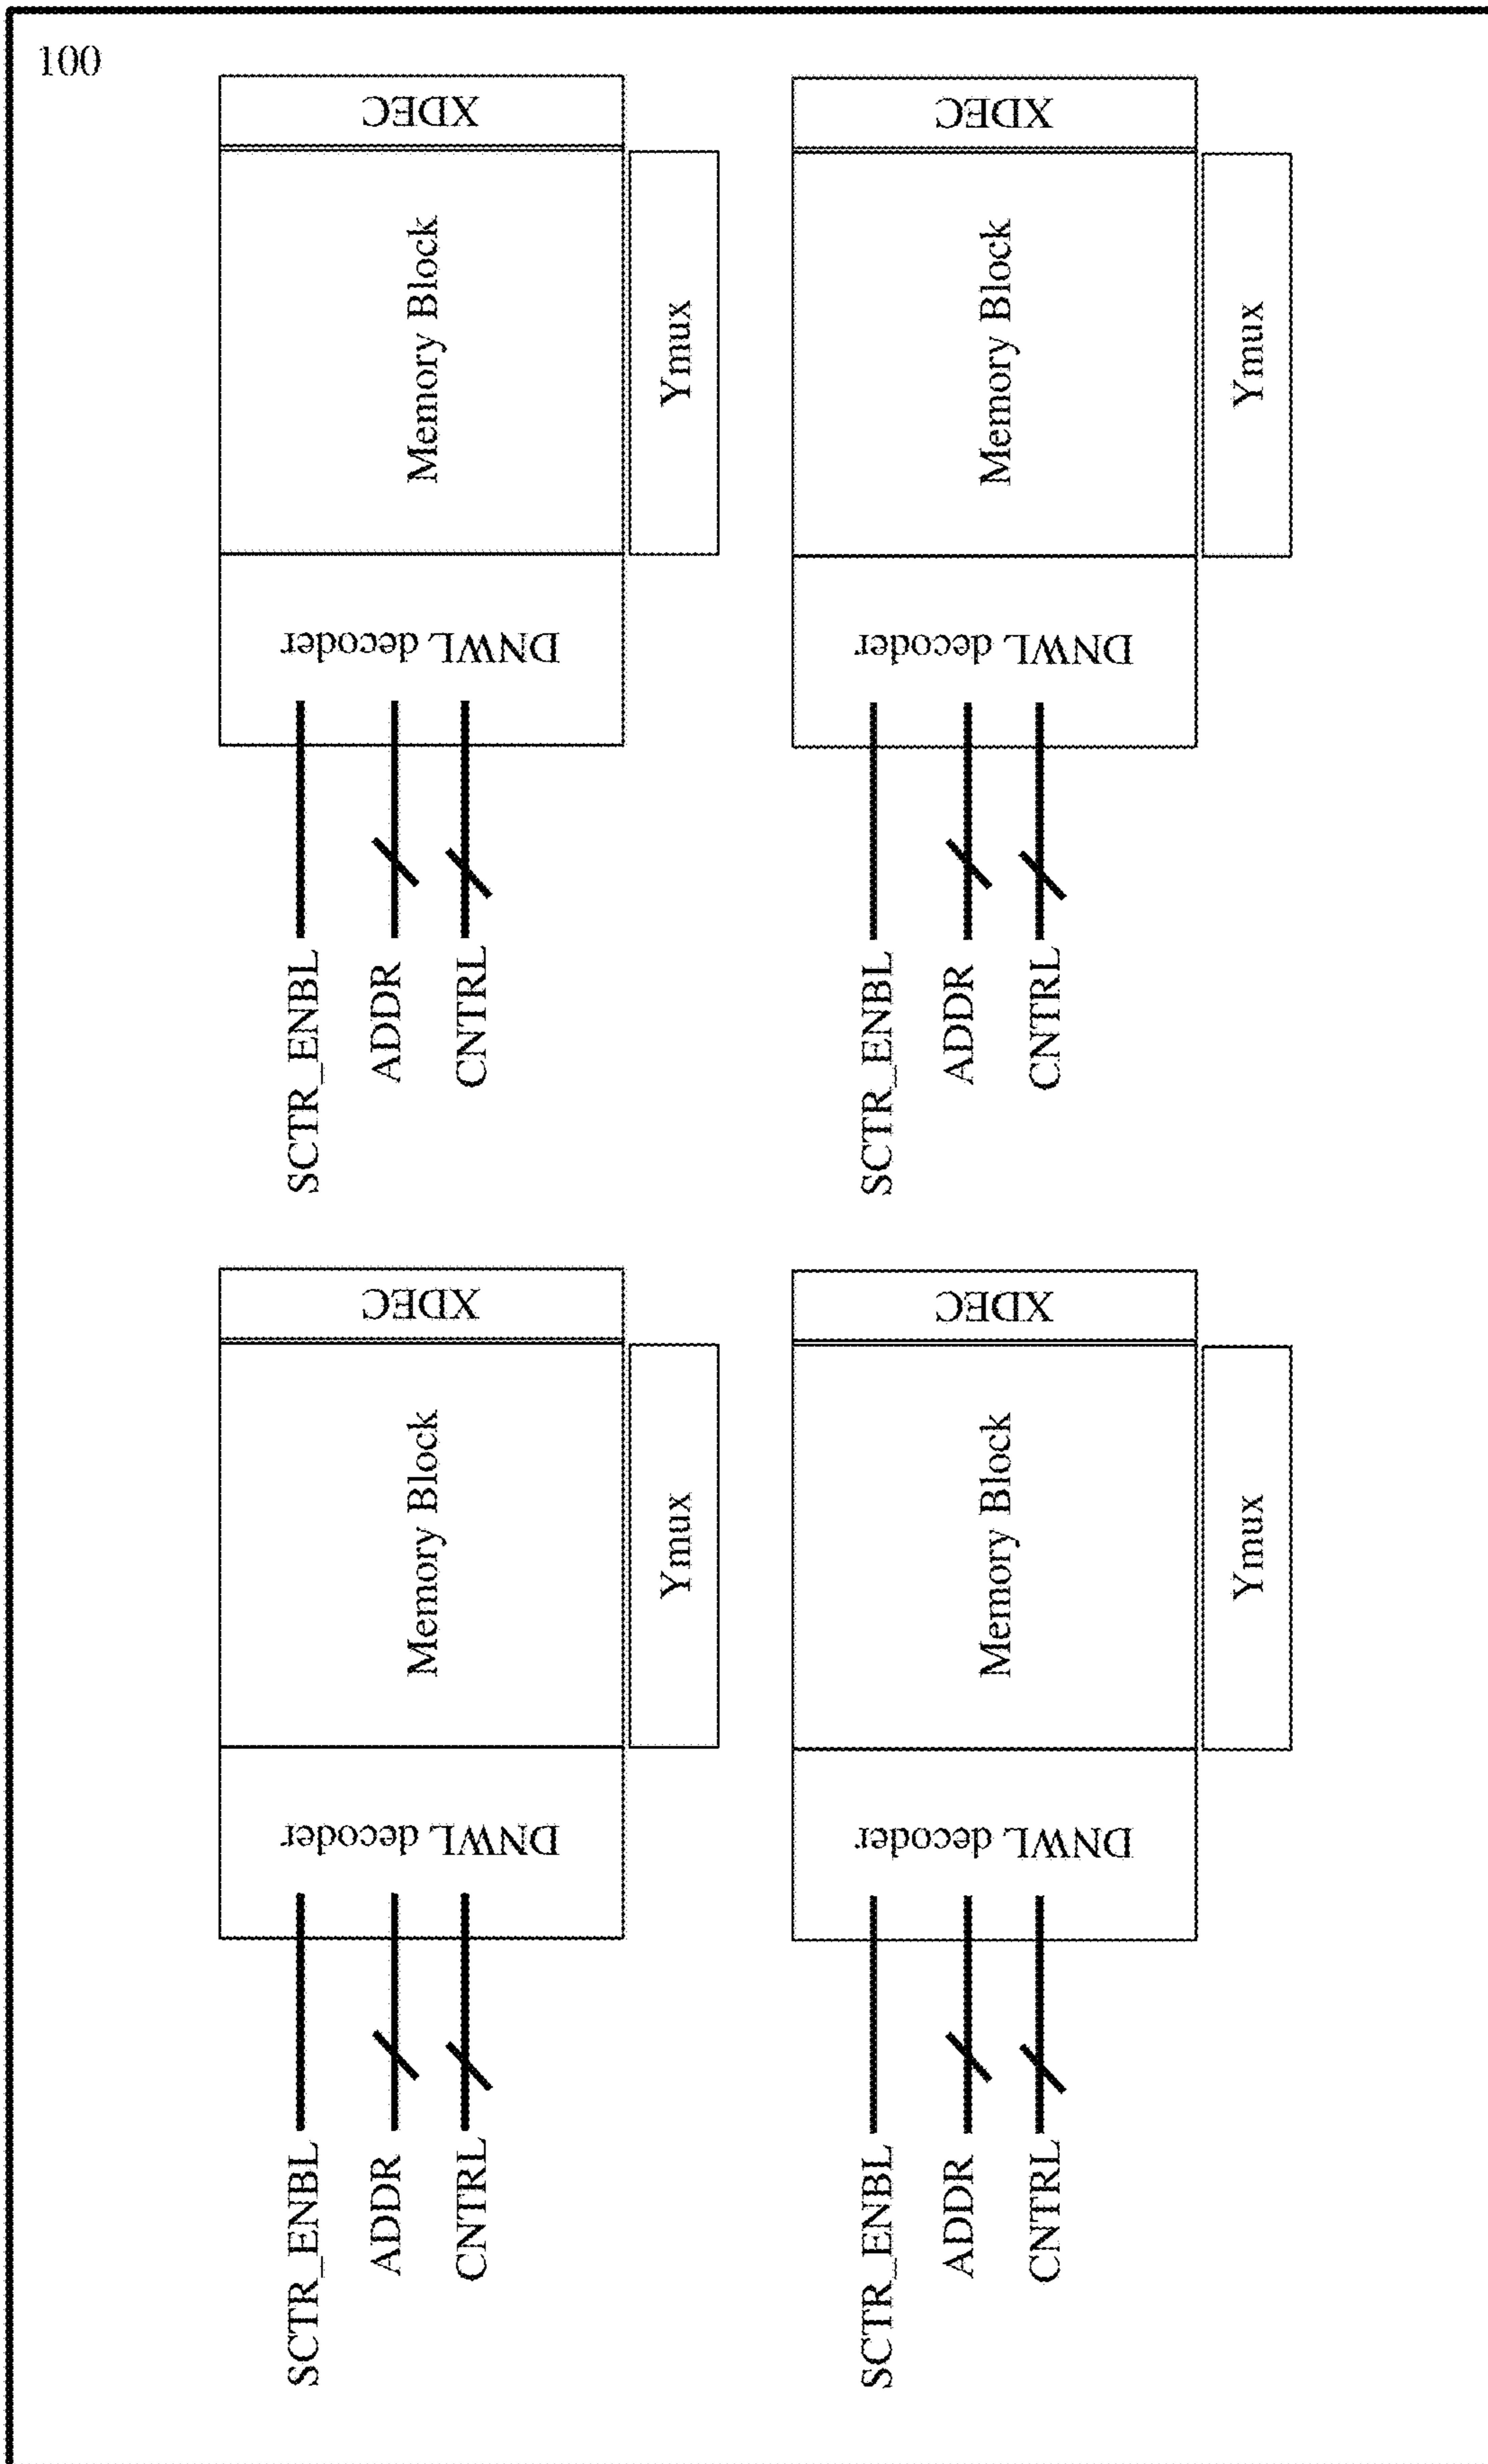 100
XDEC
Memory Block
Ymux
DNWL decoder
SCTR_ENBL
ADDR
CNTRL
XDEC
Memory Block
Ymux
DNWL decoder
SCTR_ENBL
ADDR
CNTRL
XDEC
Memory Block
Ymux
DNWL decoder
SCTR_ENBL
ADDR
CNTRL
XDEC
Memory Block
Ymux
DNWL decoder
SCTR_ENBL
ADDR
CNTRL